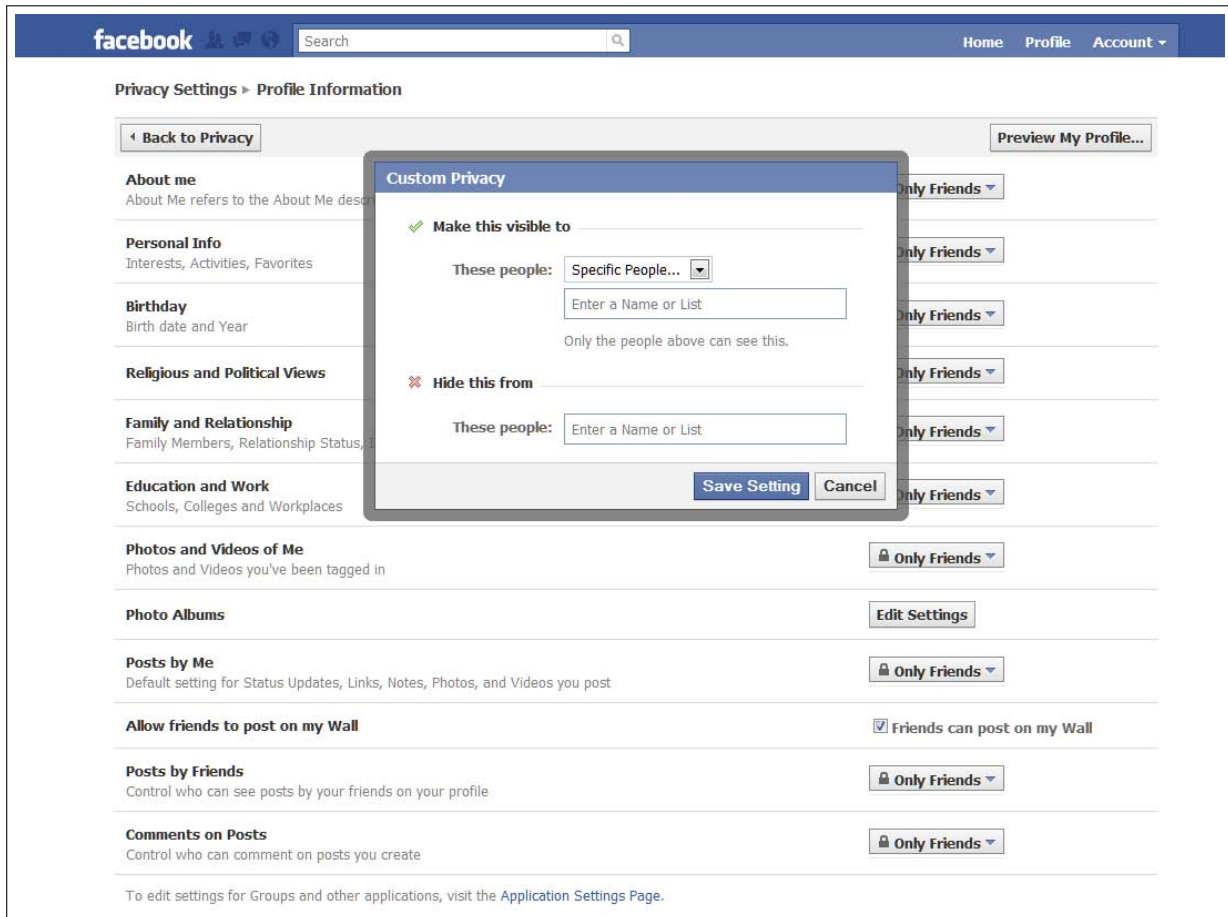 facebook
Search
Home Profile Account
Privacy Settings ▸ Profile Information
Back to Privacy
Preview My Profile...
Custom Privacy
About me
About Me refers to the About Me
Only Friends
Make this visible to
Personal Info
Interests, Activities, Favorites
Only Friends
These people: Specific People...
Enter a Name or List
Birthday
Birth date and Year
Only Friends
Only the people above can see this.
Religious and Political Views
Only Friends
Hide this from
Family and Relationship
Family Members, Relationship Status,
Only Friends
These people: Enter a Name or List
Education and Work
Schools, Colleges and Workplaces
Only Friends
Save Setting Cancel
Photos and Videos of Me
Photos and Videos you've been tagged in
Only Friends
Photo Albums
Edit Settings
Posts by Me
Default setting for Status Updates, Links, Notes, Photos, and Videos you post
Only Friends
Allow friends to post on my Wall
Friends can post on my Wall
Posts by Friends
Control who can see posts by your friends on your profile
Only Friends
Comments on Posts
Control who can comment on posts you create
Only Friends
To edit settings for Groups and other applications, visit the Application Settings Page.